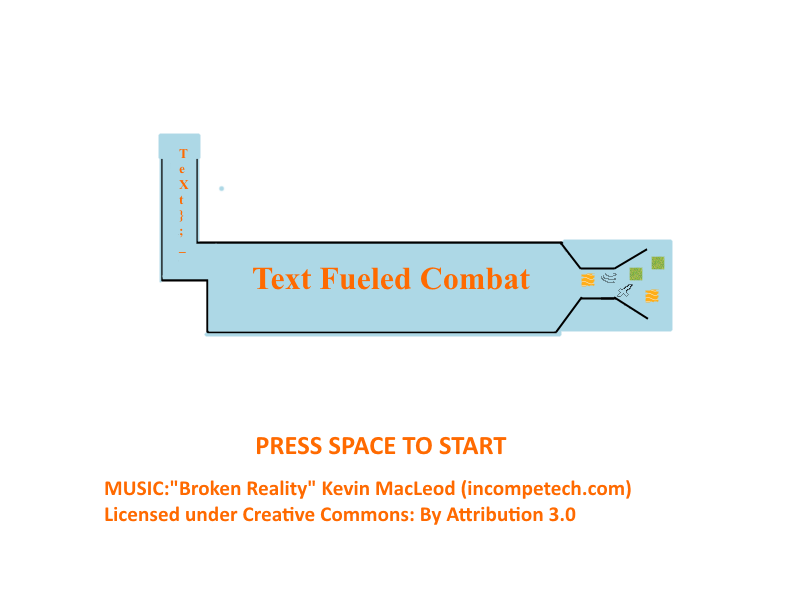 T
e
X
t
}
;
_
Text Fueled Combat
PRESS SPACE TO START
MUSIC:"Broken Reality" Kevin MacLeod (incompetech.com)
Licensed under Creative Commons: By Attribution 3.0